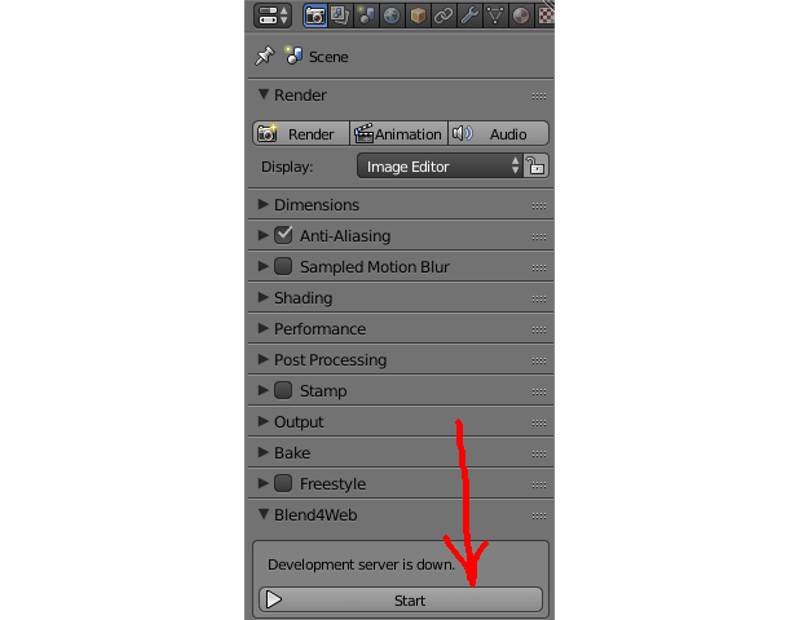 Scene
Render
Render Animation Audio
Display: Image Editor
Dimensions
Anti-Aliasing
Sampled Motion Blur
Shading
Performance
Post Processing
Stamp
Output
Bake
Freestyle
Blend4Web
Development server is down.
Start